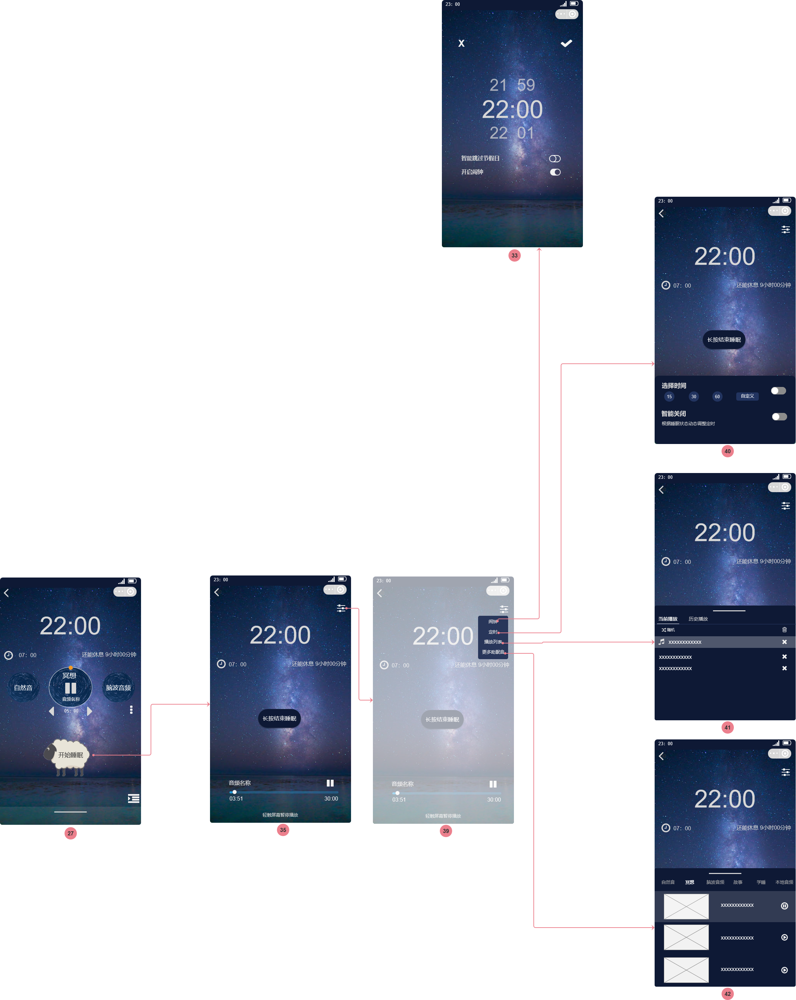 23: 00
X
21 59
22:00
22 01
智能跳过节假日
开启闹钟
33
23: 00
22:00
07: 00 还能休息 9小时00分钟
长按结束睡眠
选择时间
15 30 60 自定义
智能关闭
根据睡眠状态动态调整定时
40
23: 00
22:00
07: 00 还能休息 9小时00分钟
当前播放 历史播放
随机
XXXXXXXXXXXX
XXXXXXXXXXXX
XXXXXXXXXXXX
41
22:00
07: 00 还能休息 9小时00分钟
自然音 冥想 脑波音频
音频名称
05: 00
开始睡眠
27
23: 00
22:00
07: 00 还能休息 9小时00分钟
长按结束睡眠
音频名称
03:51 30:00
轻触屏幕暂停播放
35
23: 00
闹钟
定时
播放列表
更多助眠音
22:00
07: 00 还能休息 9小时00分钟
长按结束睡眠
音频名称
03:51 30:00
轻触屏幕暂停播放
39
23: 00
22:00
07: 00 还能休息 9小时00分钟
自然音 冥想 脑波音频 故事 学睡 本地音频
XXXXXXXXXXXX
XXXXXXXXXXXX
XXXXXXXXXXXX
42